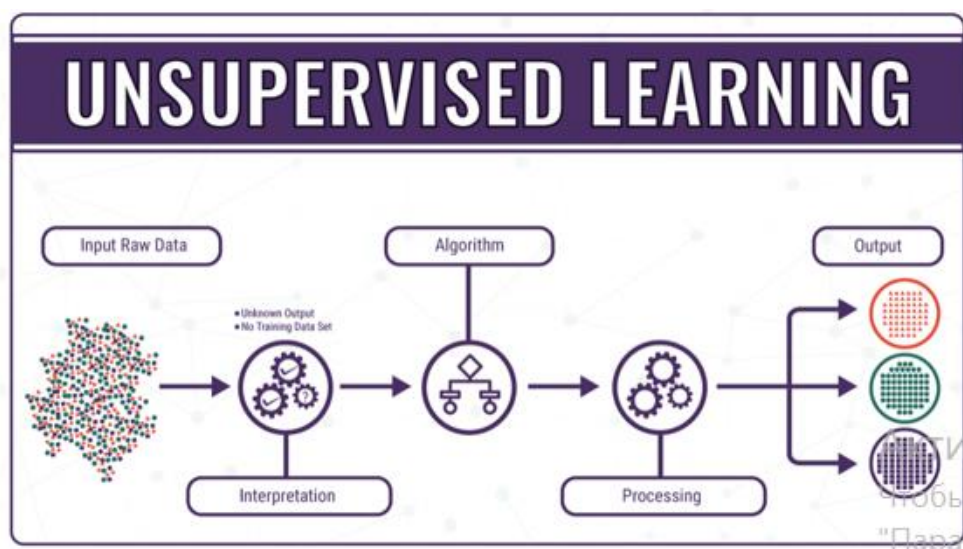 UNSUPERVISED LEARNING
Input Raw Data
Algorithm
Output
• Unknown Output
• No Training Data Set
?
Interpretation
Processing